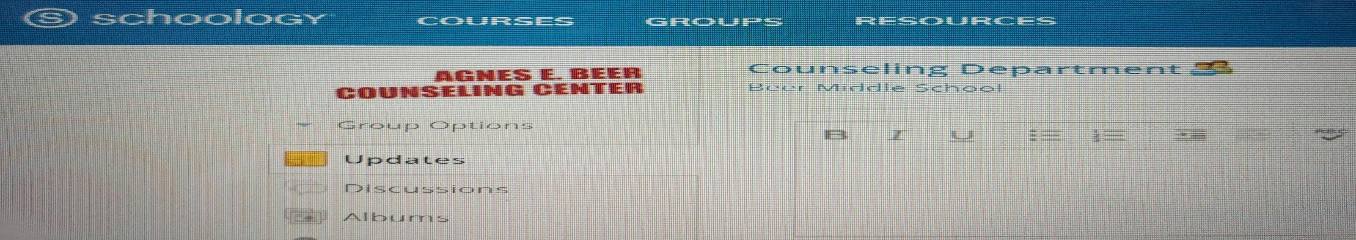 schoology COURSES GROUPS RESOURCES
AGNES E. BEER
COUNSELING CENTER
Group Options
Updates
Discussions
Albums
Counseling Department
Beer Middle School
B I U